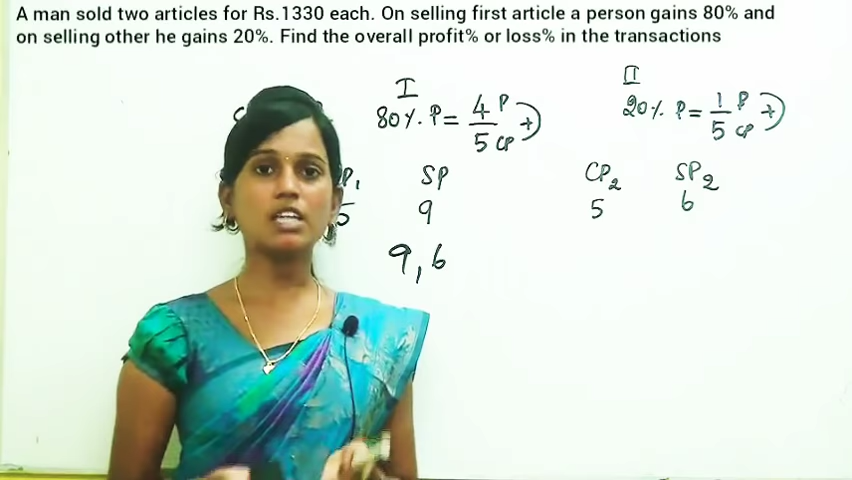 A man sold two articles for Rs.1330 each. On selling first article a person gains 80% and
on selling other he gains 20%. Find the overall profit% or loss% in the transactions
I
80%. P = 4 P / 5 CP +
II
20% P = 1 P / 5 CP +
P1 SP
5 9
CP2 SP2
5 6
9, 6